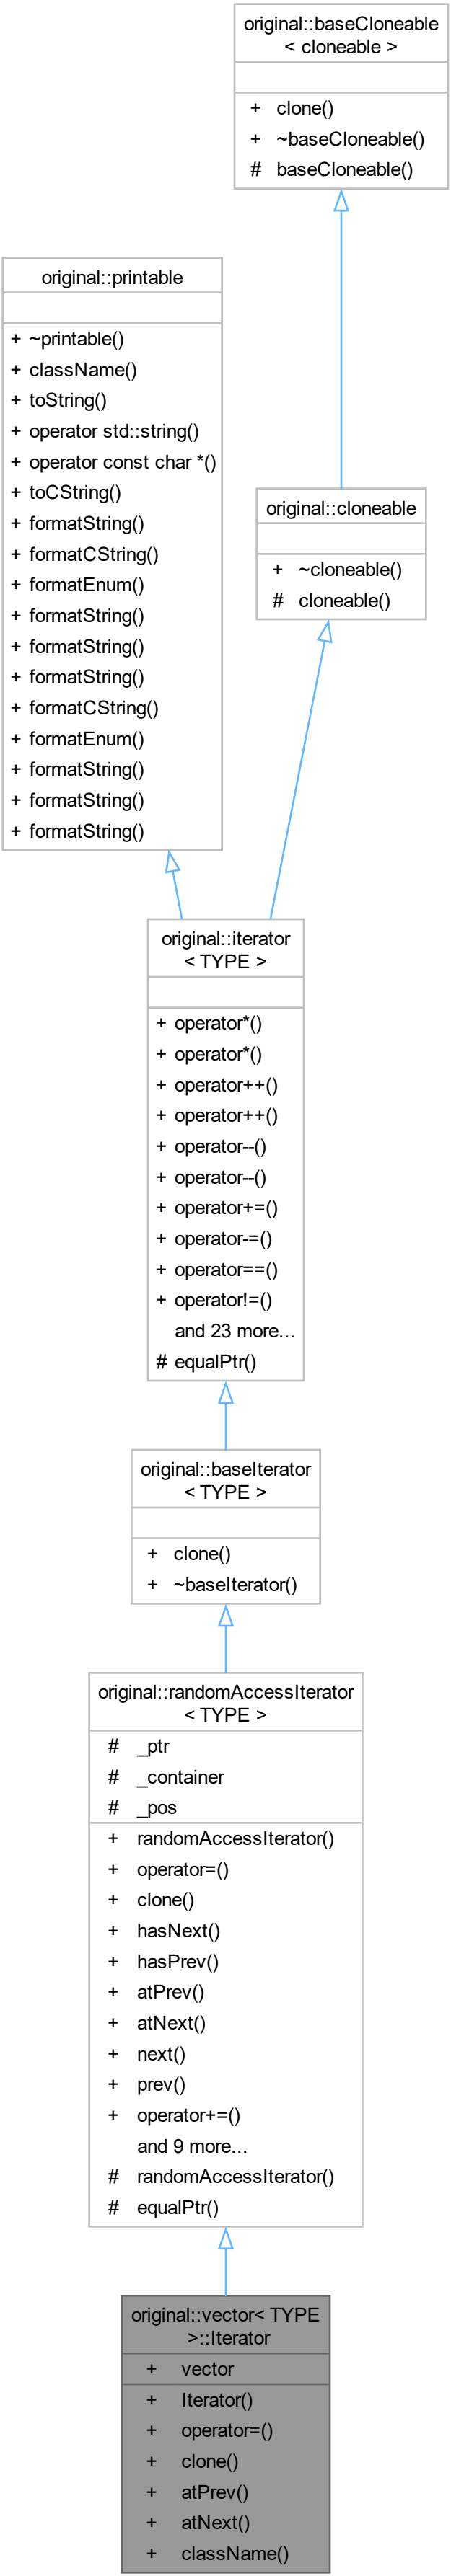 original::baseCloneable
< cloneable >
+ clone()
+ ~baseCloneable()
# baseCloneable()
original::printable
+ ~printable()
+ className()
+ toString()
+ operator std::string()
+ operator const char *()
+ toCString()
+ formatString()
+ formatCString()
+ formatEnum()
+ formatString()
+ formatString()
+ formatString()
+ formatCString()
+ formatEnum()
+ formatString()
+ formatString()
+ formatString()
original::cloneable
+ ~cloneable()
# cloneable()
original::iterator
< TYPE >
+ operator*()
+ operator*()
+ operator++()
+ operator++()
+ operator--()
+ operator--()
+ operator+=()
+ operator-=()
+ operator==()
+ operator!=()
and 23 more...
# equalPtr()
original::baseIterator
< TYPE >
+ clone()
+ ~baseIterator()
original::randomAccessIterator
< TYPE >
# _ptr
# _container
# _pos
+ randomAccessIterator()
+ operator=()
+ clone()
+ hasNext()
+ hasPrev()
+ atPrev()
+ atNext()
+ next()
+ prev()
+ operator+=()
and 9 more...
# randomAccessIterator()
# equalPtr()
original::vector< TYPE
>::Iterator
+ vector
+ Iterator()
+ operator=()
+ clone()
+ atPrev()
+ atNext()
+ className()